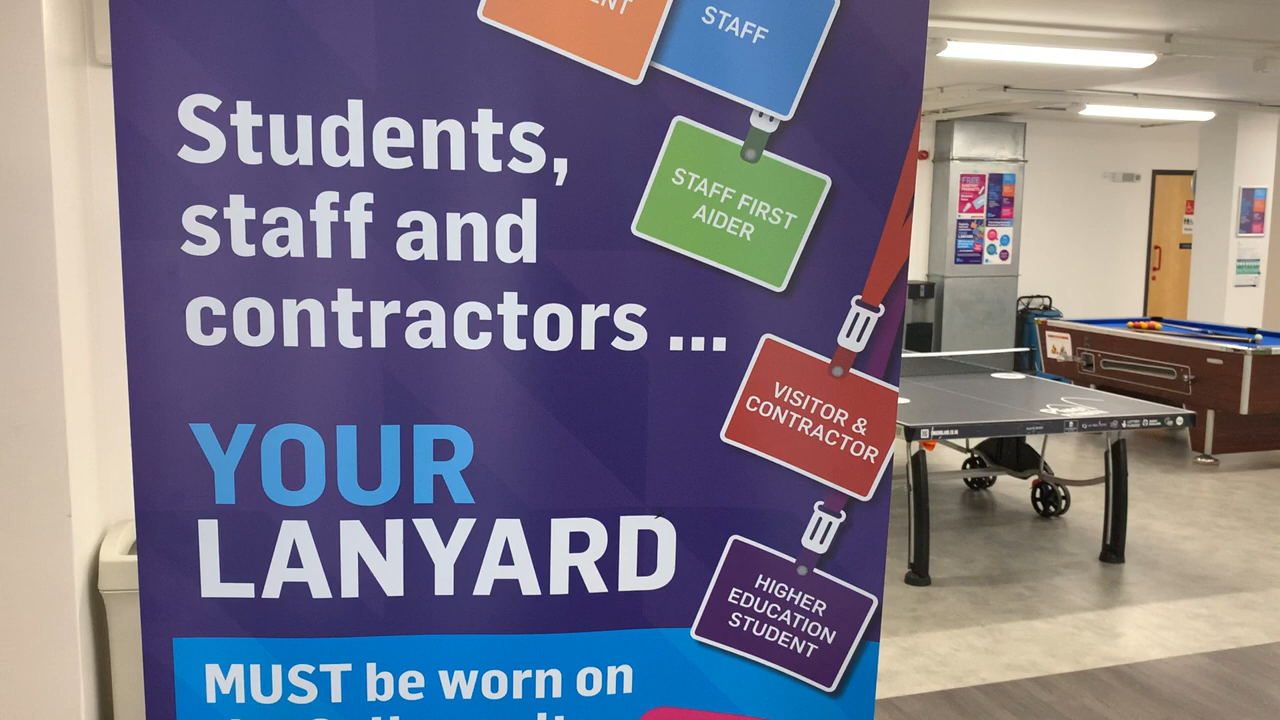 STAFF
STAFF FIRST
AIDER
Students,
staff and
contractors ...
VISITOR &
CONTRACTOR
YOUR
LANYARD
HIGHER
EDUCATION
STUDENT
MUST be worn on